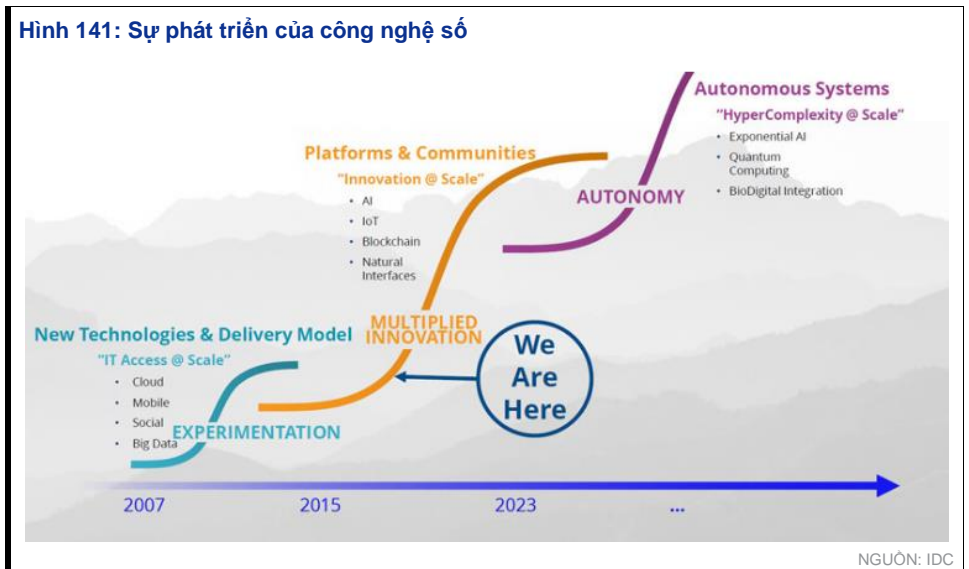 Hình 141: Sự phát triển của công nghệ số
Autonomous Systems
"HyperComplexity @ Scale"
• Exponential AI
• Quantum
Computing
• BioDigital Integration
AUTONOMY
Platforms & Communities
"Innovation @ Scale"
• AI
• IoT
• Blockchain
• Natural
Interfaces
MULTIPLIED
INNOVATION
New Technologies & Delivery Model
"IT Access @ Scale"
• Cloud
• Mobile
• Social
• Big Data
EXPERIMENTATION
We
Are
Here
2007 2015 2023 ...
NGUỒN: IDC